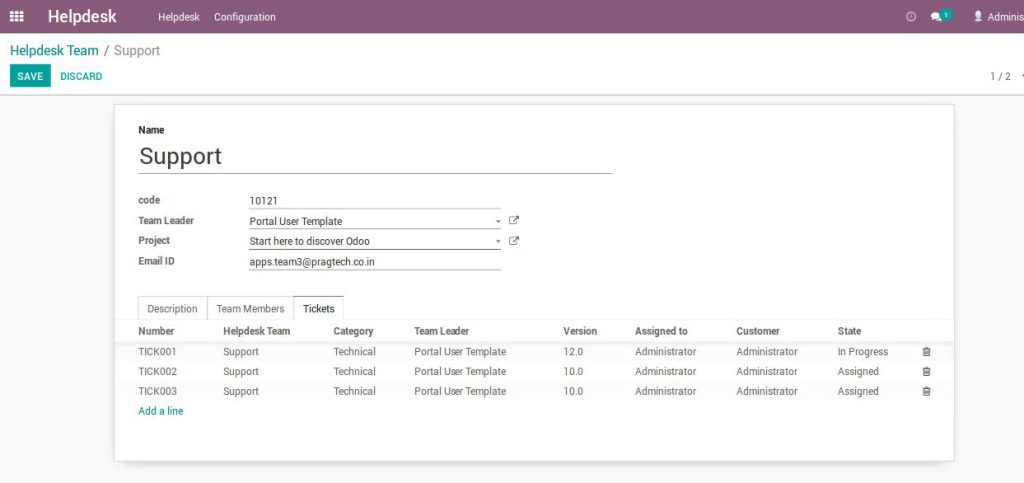 Helpdesk Helpdesk Configuration 1 Adminis
Helpdesk Team / Support
SAVE DISCARD 1 / 2
Name
Support
code 10121
Team Leader Portal User Template
Project Start here to discover Odoo
Email ID apps.team3@pragtech.co.in
Description Team Members Tickets
Number Helpdesk Team Category Team Leader Version Assigned to Customer State
TICK001 Support Technical Portal User Template 12.0 Administrator Administrator In Progress
TICK002 Support Technical Portal User Template 10.0 Administrator Administrator Assigned
TICK003 Support Technical Portal User Template 10.0 Administrator Administrator Assigned
Add a line